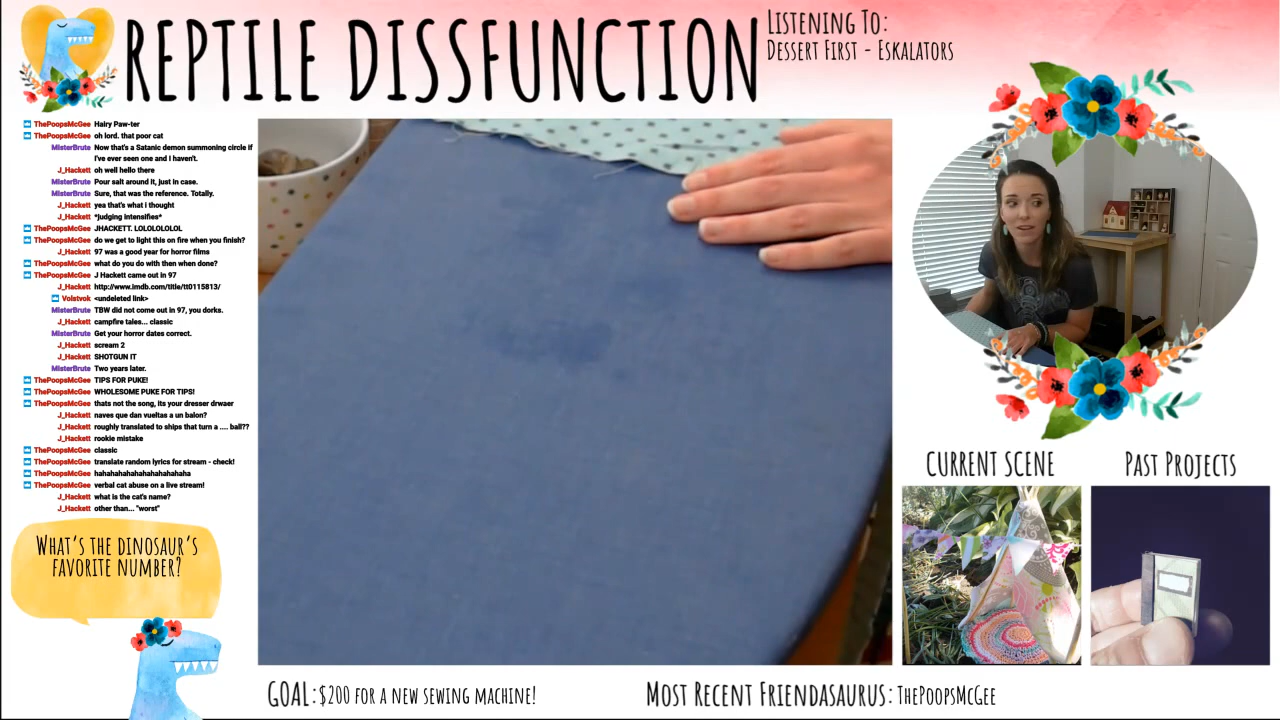 REPTILE DISSFUNCTION
LISTENING TO:
DESSERT FIRST - ESKALATORS
ThePoopsMcGee Hairy Paw-ter
ThePoopsMcGee oh lord. that poor cat
MisterBrute Now that's a Satanic demon summoning circle if
I've ever seen one and I haven't.
J_Hackett oh well hello there
MisterBrute Pour salt around it, just in case.
MisterBrute Sure, that was the reference. Totally.
J_Hackett yea that's what i thought
J_Hackett *judging intensifies*
ThePoopsMcGee JHACKETT. LOLOLOLOLOL
ThePoopsMcGee do we get to light this on fire when you finish?
J_Hackett 97 was a good year for horror films
ThePoopsMcGee what do you do with then when done?
ThePoopsMcGee J Hackett came out in 97
J_Hackett http://www.imdb.com/title/tt0115813/
Volstvok <undeleted link>
MisterBrute TBW did not come out in 97, you dorks.
J_Hackett campfire tales... classic
MisterBrute Get your horror dates correct.
J_Hackett scream 2
J_Hackett SHOTGUN IT
MisterBrute Two years later.
ThePoopsMcGee TIPS FOR PUKE!
ThePoopsMcGee WHOLESOME PUKE FOR TIPS!
ThePoopsMcGee thats not the song, its your dresser drwaer
J_Hackett naves que dan vueltas a un balon?
J_Hackett roughly translated to ships that turn a .... ball??
J_Hackett rookie mistake
ThePoopsMcGee classic
ThePoopsMcGee translate random lyrics for stream - check!
ThePoopsMcGee hahahahahahahahahahaha
ThePoopsMcGee verbal cat abuse on a live stream!
J_Hackett what is the cat's name?
J_Hackett other than... "worst"
WHAT'S THE DINOSAUR'S
FAVORITE NUMBER?
CURRENT SCENE
PAST PROJECTS
GOAL: $200 FOR A NEW SEWING MACHINE!
MOST RECENT FRIENDASAURUS: THEPOOPSMCGEE